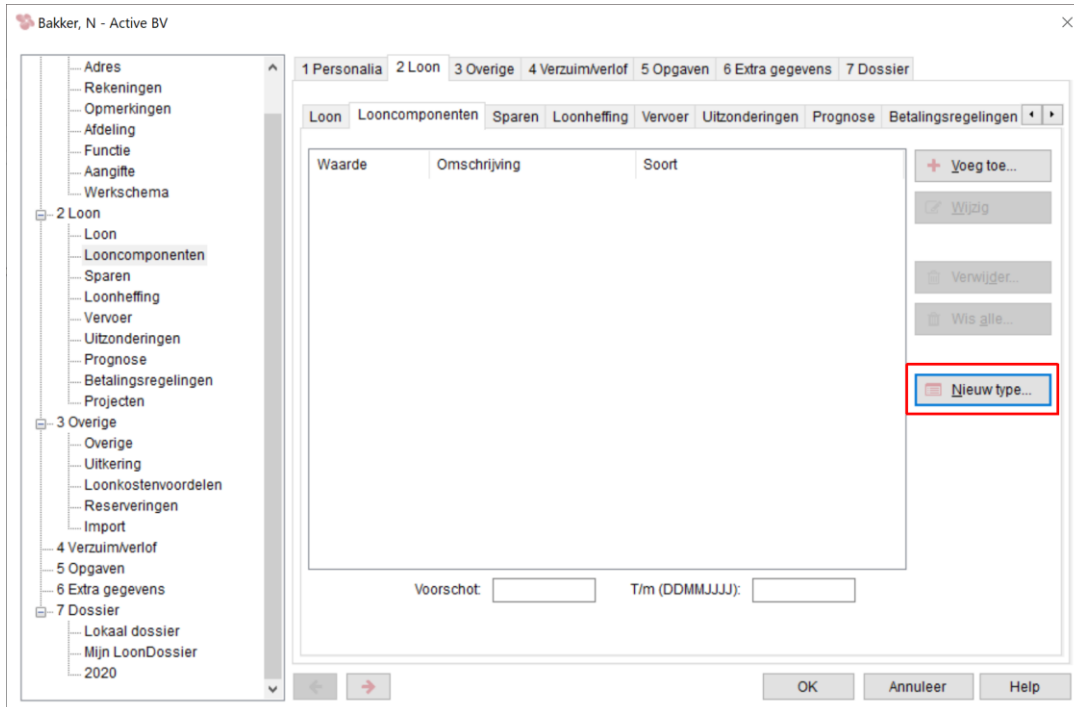 Bakker, N - Active BV
Adres
Rekeningen
Opmerkingen
Afdeling
Functie
Aangifte
Werkschema
2 Loon
Loon
Looncomponenten
Sparen
Loonheffing
Vervoer
Uitzonderingen
Prognose
Betalingsregelingen
Projecten
3 Overige
Overige
Uitkering
Loonkostenvoordelen
Reserveringen
Import
4 Verzuim/verlof
5 Opgaven
6 Extra gegevens
7 Dossier
Lokaal dossier
Mijn LoonDossier
2020
1 Personalia 2 Loon 3 Overige 4 Verzuim/verlof 5 Opgaven 6 Extra gegevens 7 Dossier
Loon Looncomponenten Sparen Loonheffing Vervoer Uitzonderingen Prognose Betalingsregelingen
Waarde Omschrijving Soort
Voeg toe...
Wijzig
Verwijder...
Wis alle...
Nieuw type...
Voorschot: T/m (DDMMJJJJ):
OK Annuleer Help